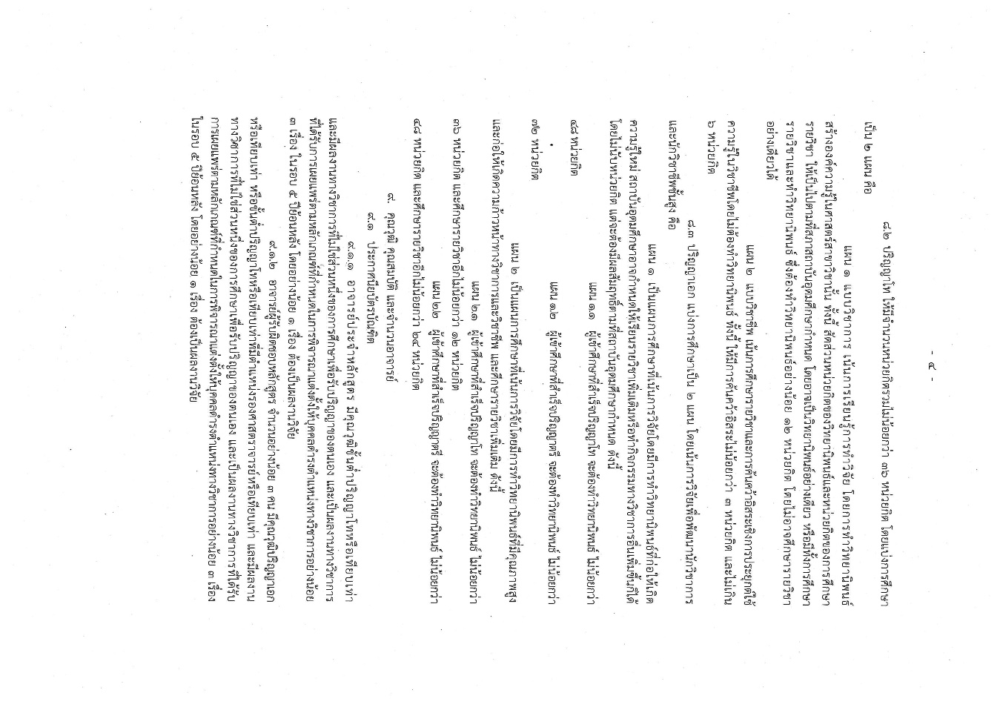 - ๔ -
๘.๒ ปริญญาโท ให้มีจำนวนหน่วยกิตรวมไม่น้อยกว่า ๓๖ หน่วยกิต โดยแบ่งการศึกษา
เป็น ๒ แผน คือ
แผน ๑ แบบวิชาการ เน้นการเรียนรู้การทำวิจัย โดยการทำวิทยานิพนธ์
สร้างองค์ความรู้ในศาสตร์สาขาวิชานั้น ทั้งนี้ สัดส่วนหน่วยกิตของวิทยานิพนธ์และหน่วยกิตของการศึกษา
รายวิชา ให้เป็นไปตามที่สภาสถาบันอุดมศึกษากำหนด โดยอาจเป็นวิทยานิพนธ์อย่างเดียว หรือมีทั้งการศึกษา
รายวิชาและทำวิทยานิพนธ์ ซึ่งต้องทำวิทยานิพนธ์อย่างน้อย ๑๒ หน่วยกิต โดยไม่อาจศึกษารายวิชา
อย่างเดียวได้
แผน ๒ แบบวิชาชีพ เน้นการศึกษารายวิชาและการค้นคว้าอิสระเชิงการประยุกต์ใช้
ความรู้ในวิชาชีพโดยไม่ต้องทำวิทยานิพนธ์ ทั้งนี้ ให้มีการค้นคว้าอิสระไม่น้อยกว่า ๓ หน่วยกิต และไม่เกิน
๖ หน่วยกิต
๘.๓ ปริญญาเอก แบ่งการศึกษาเป็น ๒ แผน โดยเน้นการวิจัยเพื่อพัฒนานักวิชาการ
และนักวิชาชีพชั้นสูง คือ
แผน ๑ เป็นแผนการศึกษาที่เน้นการวิจัยโดยมีการทำวิทยานิพนธ์ที่ก่อให้เกิด
ความรู้ใหม่ สถาบันอุดมศึกษาอาจกำหนดให้เรียนรายวิชาเพิ่มเติมหรือทำกิจกรรมทางวิชาการอื่นเพิ่มขึ้นก็ได้
โดยไม่นับหน่วยกิต แต่จะต้องมีผลสัมฤทธิ์ตามที่สถาบันอุดมศึกษากำหนด ดังนี้
แผน ๑.๑ ผู้เข้าศึกษาที่สำเร็จปริญญาโท จะต้องทำวิทยานิพนธ์ ไม่น้อยกว่า
๔๘ หน่วยกิต
แผน ๑.๒ ผู้เข้าศึกษาที่สำเร็จปริญญาตรี จะต้องทำวิทยานิพนธ์ ไม่น้อยกว่า
๗๒ หน่วยกิต
แผน ๒ เป็นแผนการศึกษาที่เน้นการวิจัยโดยมีการทำวิทยานิพนธ์ที่มีคุณภาพสูง
และก่อให้เกิดความก้าวหน้าทางวิชาการและวิชาชีพ และศึกษารายวิชาเพิ่มเติม ดังนี้
แผน ๒.๑ ผู้เข้าศึกษาที่สำเร็จปริญญาโท จะต้องทำวิทยานิพนธ์ ไม่น้อยกว่า
๓๖ หน่วยกิต และศึกษารายวิชาอีกไม่น้อยกว่า ๑๒ หน่วยกิต
แผน ๒.๒ ผู้เข้าศึกษาที่สำเร็จปริญญาตรี จะต้องทำวิทยานิพนธ์ ไม่น้อยกว่า
๔๘ หน่วยกิต และศึกษารายวิชาอีกไม่น้อยกว่า ๒๔ หน่วยกิต
๙. คุณวุฒิ คุณสมบัติ และจำนวนอาจารย์
๙.๑ ประกาศนียบัตรบัณฑิต
๙.๑.๑ อาจารย์ประจำหลักสูตร มีคุณวุฒิขั้นต่ำปริญญาโทหรือเทียบเท่า
และมีผลงานทางวิชาการที่ไม่ใช่ส่วนหนึ่งของการศึกษาเพื่อรับปริญญาของตนเอง และเป็นผลงานทางวิชาการ
ที่ได้รับการเผยแพร่ตามหลักเกณฑ์ที่กำหนดในการพิจารณาแต่งตั้งให้บุคคลดำรงตำแหน่งทางวิชาการอย่างน้อย
๓ เรื่อง ในรอบ ๕ ปีย้อนหลัง โดยอย่างน้อย ๑ เรื่อง ต้องเป็นผลงานวิจัย
๙.๑.๒ อาจารย์ผู้รับผิดชอบหลักสูตร จำนวนอย่างน้อย ๓ คน มีคุณวุฒิปริญญาเอก
หรือเทียบเท่า หรือขั้นต่ำปริญญาโทหรือเทียบเท่าที่มีตำแหน่งรองศาสตราจารย์หรือเทียบเท่า และมีผลงาน
ทางวิชาการที่ไม่ใช่ส่วนหนึ่งของการศึกษาเพื่อรับปริญญาของตนเอง และเป็นผลงานทางวิชาการที่ได้รับ
การเผยแพร่ตามหลักเกณฑ์ที่กำหนดในการพิจารณาแต่งตั้งให้บุคคลดำรงตำแหน่งทางวิชาการอย่างน้อย ๓ เรื่อง
ในรอบ ๕ ปีย้อนหลัง โดยอย่างน้อย ๑ เรื่อง ต้องเป็นผลงานวิจัย